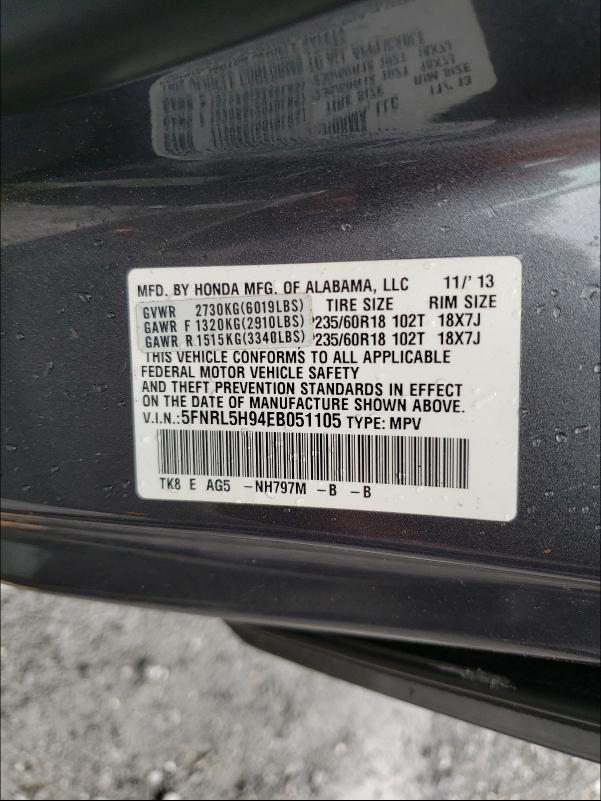 MFD. BY HONDA MFG. OF ALABAMA, LLC 11/'13
GVWR 2730KG(6019LBS) TIRE SIZE RIM SIZE
GAWR F 1320KG(2910LBS) P235/60R18 102T 18X7J
GAWR R 1515KG(3340LBS) P235/60R18 102T 18X7J
THIS VEHICLE CONFORMS TO ALL APPLICABLE
FEDERAL MOTOR VEHICLE SAFETY
AND THEFT PREVENTION STANDARDS IN EFFECT
ON THE DATE OF MANUFACTURE SHOWN ABOVE.
V.I.N.:5FNRL5H94EB051105 TYPE: MPV
TK8 E AG5 -NH797M -B -B